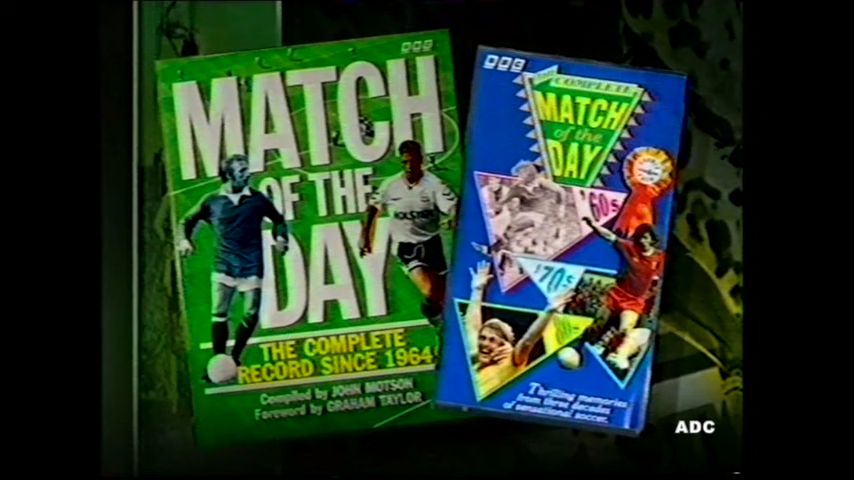 BBC
MATCH
OF THE
DAY
HOLSTEN
THE COMPLETE
RECORD SINCE 1964
Compiled by JOHN MOTSON
Foreword by GRAHAM TAYLOR
BBC
THE COMPLETE
MATCH
of the
DAY
'60s
'70s
Thrilling memories
from three decades
of sensational soccer.
ADC